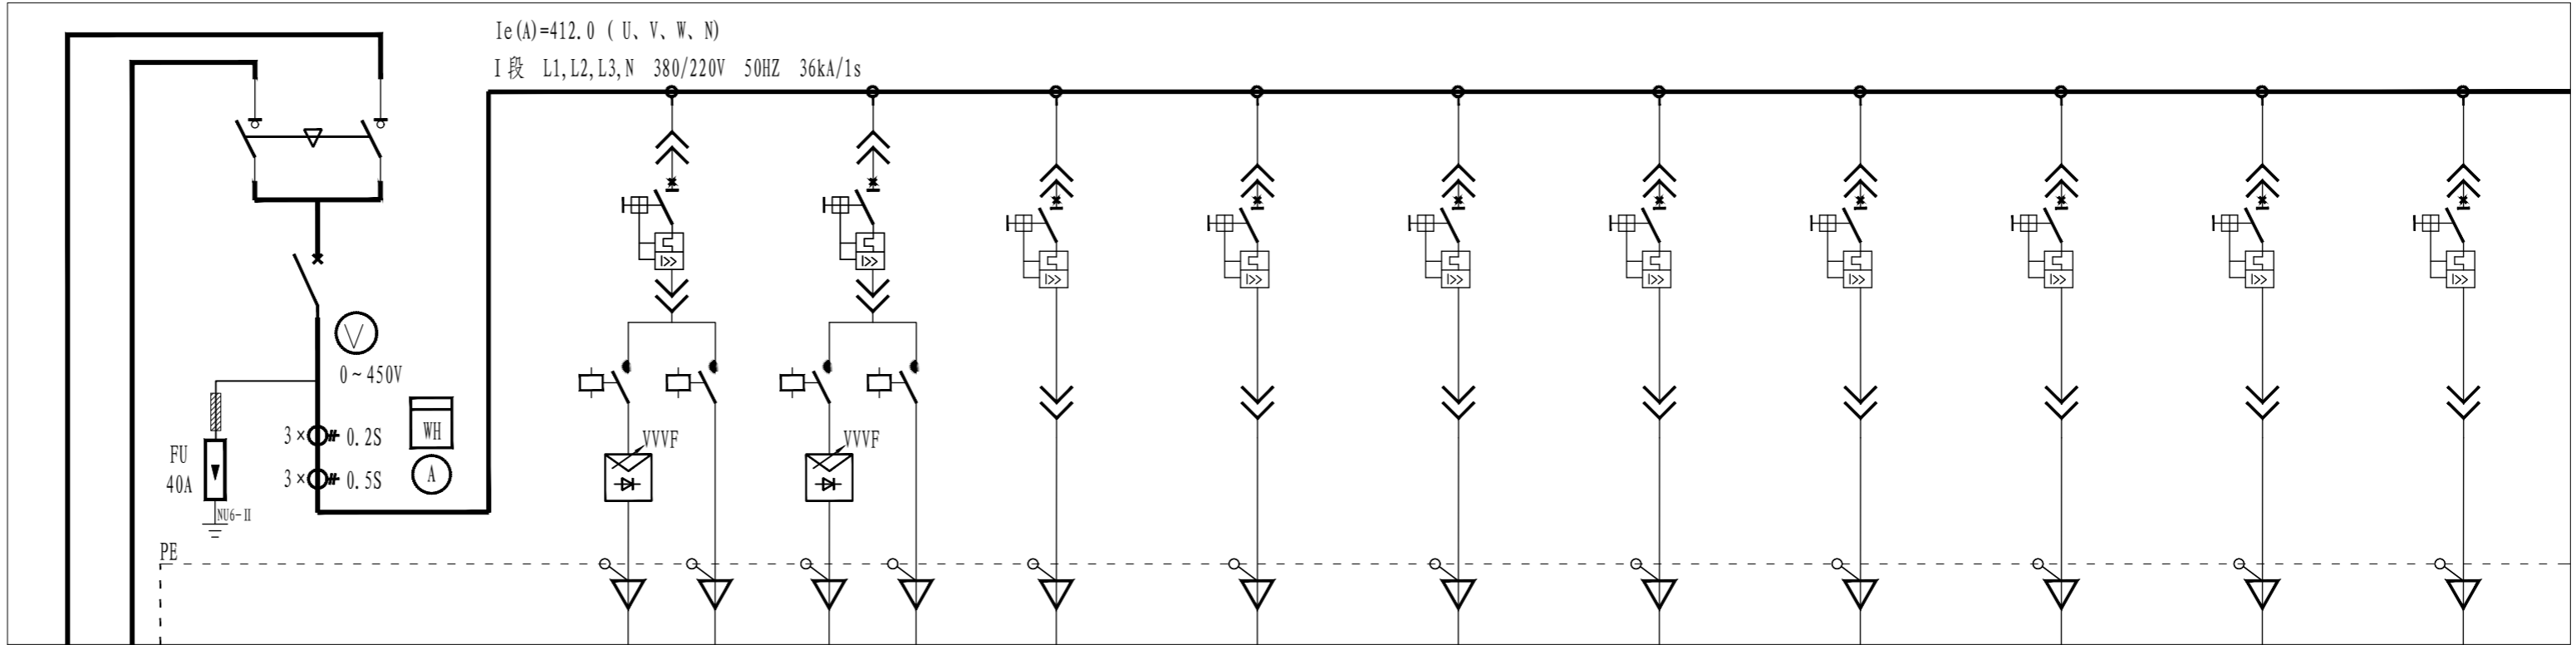 Ie(A)=412.0 ( U、V、W、N)
I 段 L1,L2,L3,N 380/220V 50HZ 36kA/1s
I>>
I>>
I>>
I>>
I>>
I>>
I>>
I>>
I>>
I>>
V
0~450V
3× 0.2S
WH
VVVF
VVVF
FU
40A
3× 0.5S
A
NU6-II
PE